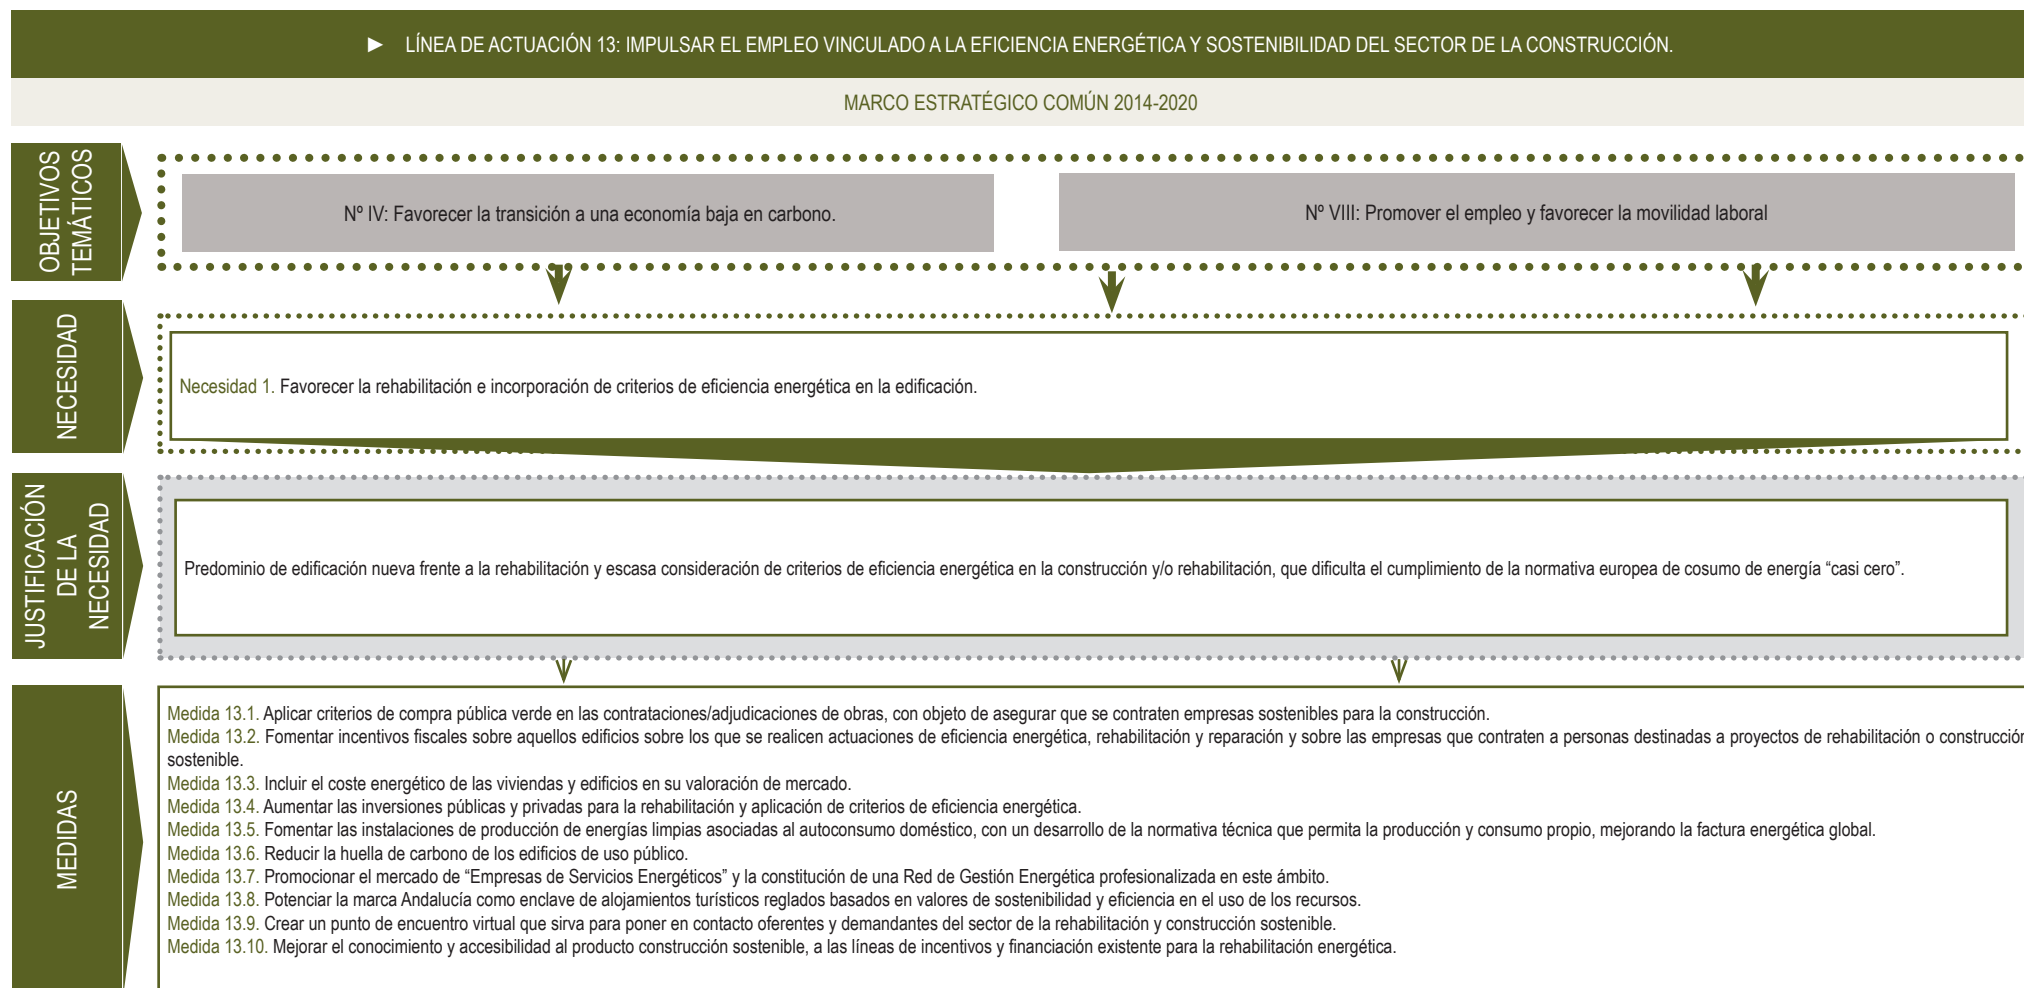 ► LÍNEA DE ACTUACIÓN 13: IMPULSAR EL EMPLEO VINCULADO A LA EFICIENCIA ENERGÉTICA Y SOSTENIBILIDAD DEL SECTOR DE LA CONSTRUCCIÓN.
MARCO ESTRATÉGICO COMÚN 2014-2020
OBJETIVOS
TEMÁTICOS
Nº IV: Favorecer la transición a una economía baja en carbono.
Nº VIII: Promover el empleo y favorecer la movilidad laboral
NECESIDAD
Necesidad 1. Favorecer la rehabilitación e incorporación de criterios de eficiencia energética en la edificación.
JUSTIFICACIÓN
DE LA
NECESIDAD
Predominio de edificación nueva frente a la rehabilitación y escasa consideración de criterios de eficiencia energética en la construcción y/o rehabilitación, que dificulta el cumplimiento de la normativa europea de cosumo de energía “casi cero”.
MEDIDAS
Medida 13.1. Aplicar criterios de compra pública verde en las contrataciones/adjudicaciones de obras, con objeto de asegurar que se contraten empresas sostenibles para la construcción.
Medida 13.2. Fomentar incentivos fiscales sobre aquellos edificios sobre los que se realicen actuaciones de eficiencia energética, rehabilitación y reparación y sobre las empresas que contraten a personas destinadas a proyectos de rehabilitación o construcción
sostenible.
Medida 13.3. Incluir el coste energético de las viviendas y edificios en su valoración de mercado.
Medida 13.4. Aumentar las inversiones públicas y privadas para la rehabilitación y aplicación de criterios de eficiencia energética.
Medida 13.5. Fomentar las instalaciones de producción de energías limpias asociadas al autoconsumo doméstico, con un desarrollo de la normativa técnica que permita la producción y consumo propio, mejorando la factura energética global.
Medida 13.6. Reducir la huella de carbono de los edificios de uso público.
Medida 13.7. Promocionar el mercado de “Empresas de Servicios Energéticos” y la constitución de una Red de Gestión Energética profesionalizada en este ámbito.
Medida 13.8. Potenciar la marca Andalucía como enclave de alojamientos turísticos reglados basados en valores de sostenibilidad y eficiencia en el uso de los recursos.
Medida 13.9. Crear un punto de encuentro virtual que sirva para poner en contacto oferentes y demandantes del sector de la rehabilitación y construcción sostenible.
Medida 13.10. Mejorar el conocimiento y accesibilidad al producto construcción sostenible, a las líneas de incentivos y financiación existente para la rehabilitación energética.